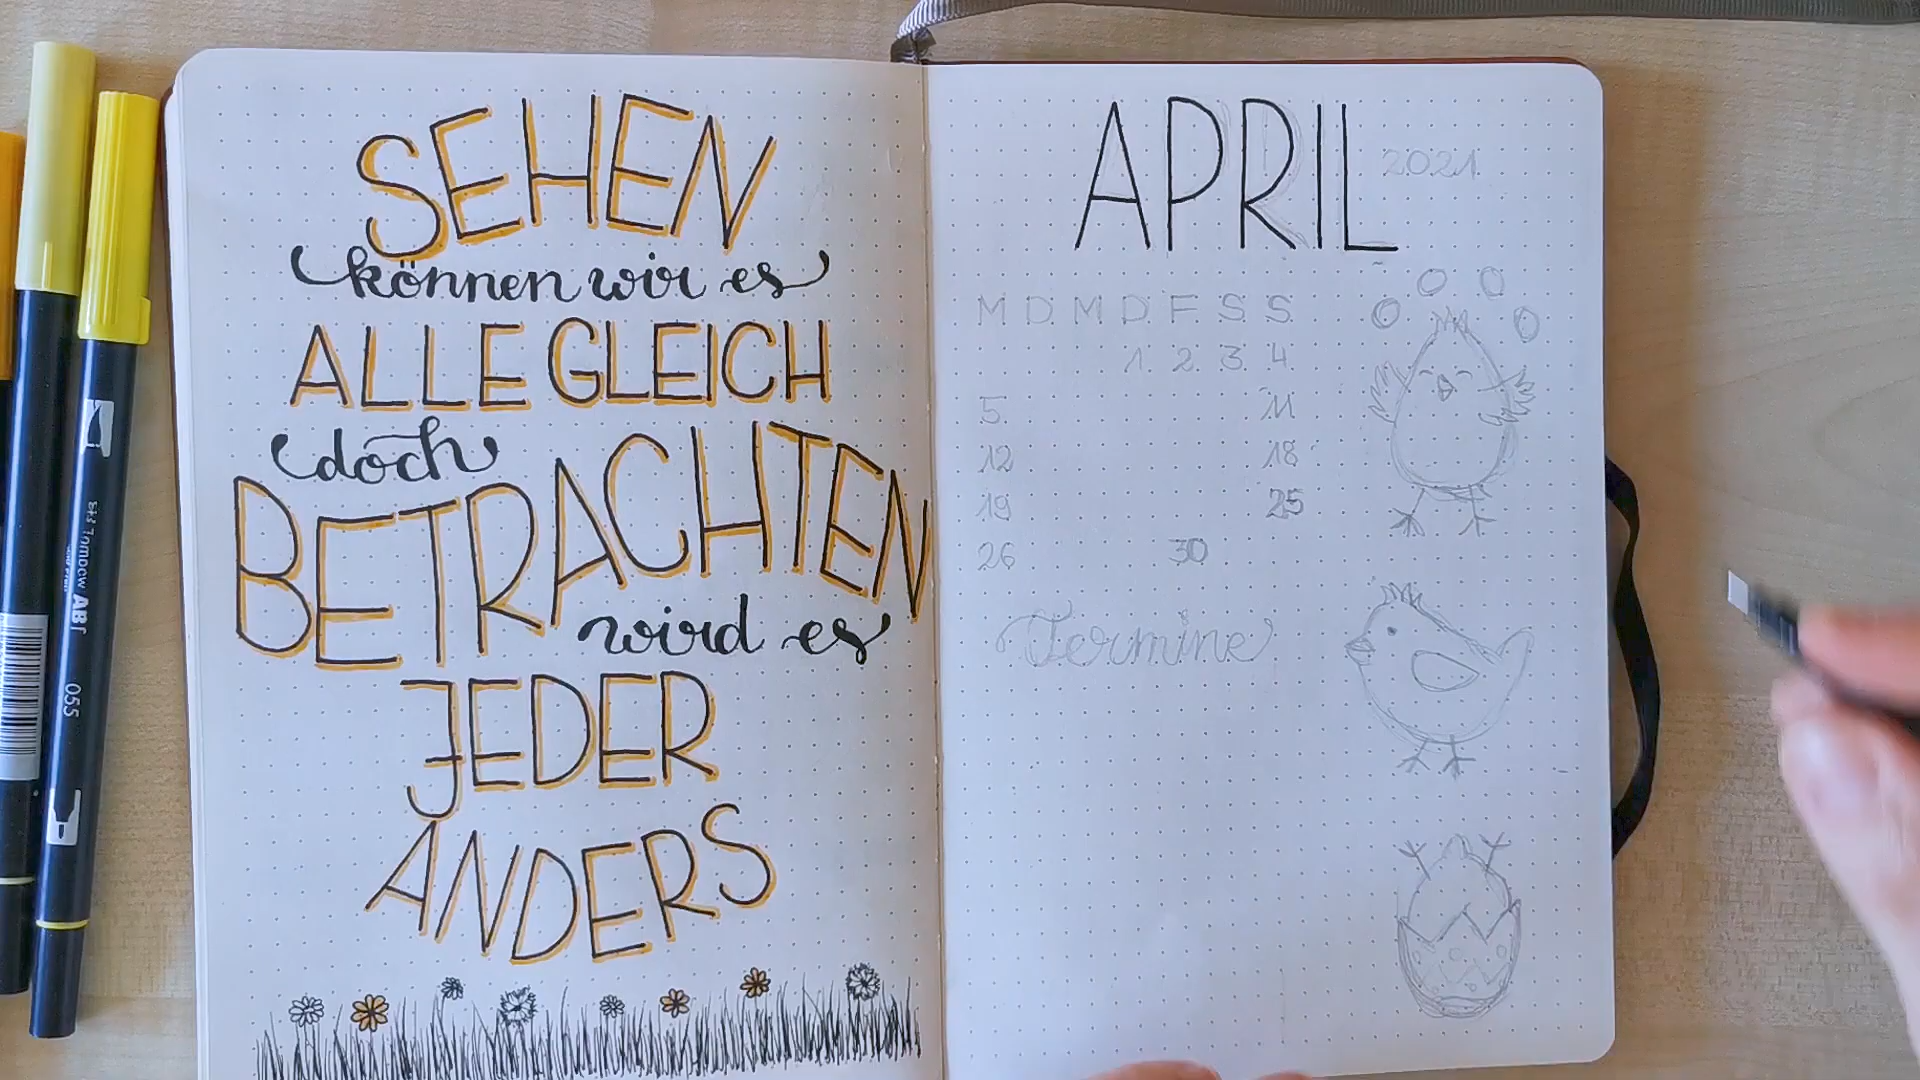 SEHEN
können wir es
ALLE GLEICH
doch
BETRACHTEN
wird es
JEDER
ANDERS
APRIL 2021
M D M D F S S
1 2 3 4
5 11
12 18
19 25
26 30
Termine
Tombow AB
055